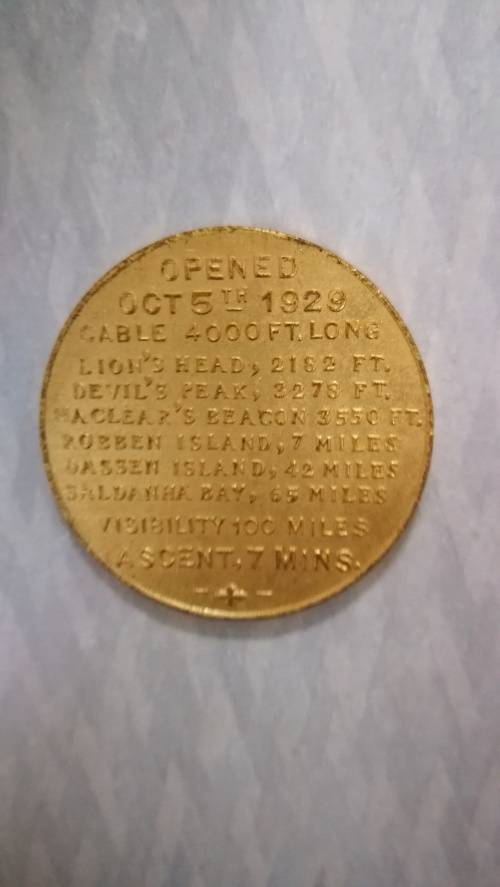 OPENED
OCT 5TH 1929
CABLE 4000 FT. LONG
LION'S HEAD, 2192 FT.
DEVIL'S PEAK, 3278 FT.
MACLEAR'S BEACON 3550 FT.
ROBBEN ISLAND, 7 MILES
DASSEN ISLAND, 42 MILES
SALDANHA BAY, 65 MILES
VISIBILITY 100 MILES
ASCENT, 7 MINS.